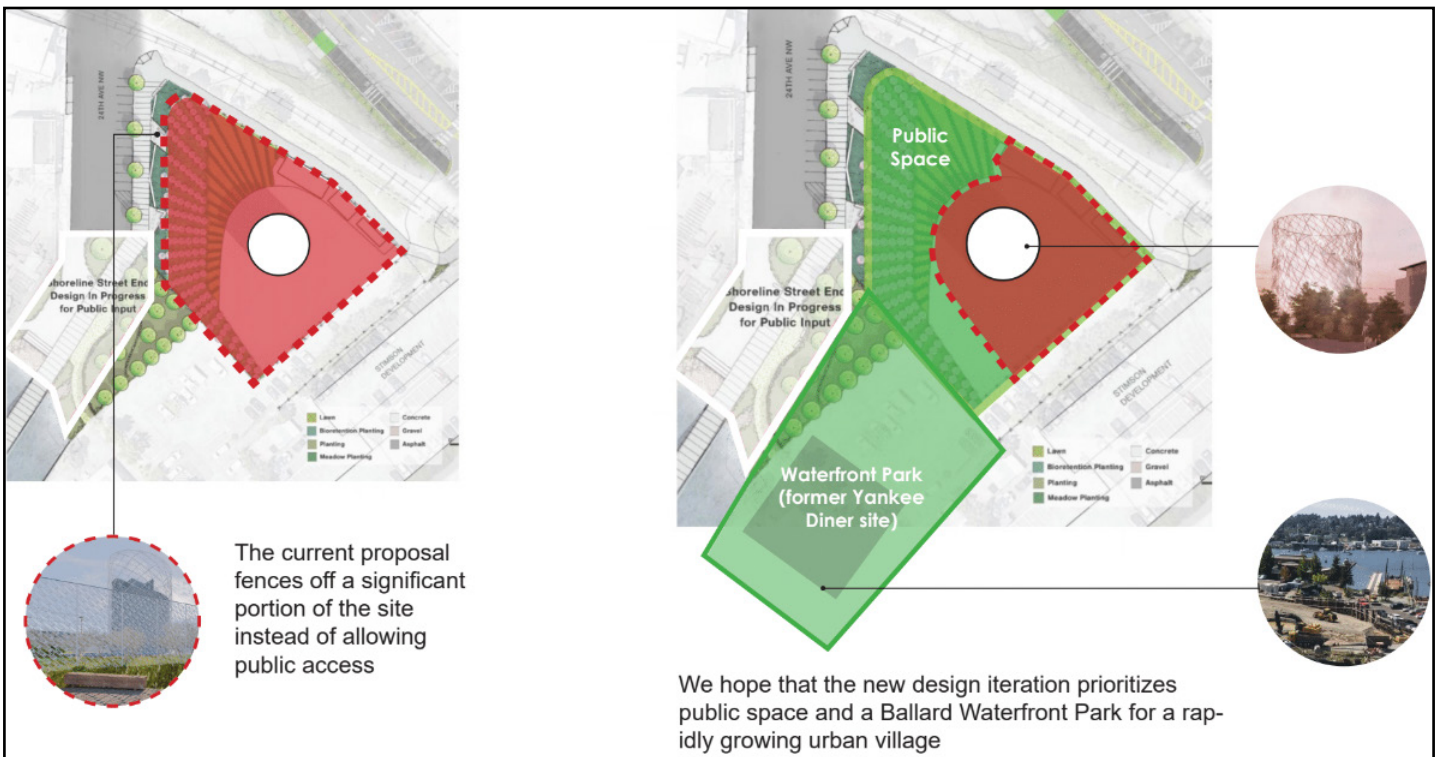 24TH AVE NW
Shoreline Street End
Design In Progress
for Public Input
STIMSON
DEVELOPMENT
Lawn
Bioretention Planting
Planting
Meadow Planting
Concrete
Gravel
Asphalt
The current proposal
fences off a significant
portion of the site
instead of allowing
public access
24TH AVE NW
Public
Space
Shoreline Street End
Design In Progress
for Public Input
STIMSON
DEVELOPMENT
Lawn
Bioretention Planting
Planting
Meadow Planting
Concrete
Gravel
Asphalt
Waterfront Park
(former Yankee
Diner site)
We hope that the new design iteration prioritizes
public space and a Ballard Waterfront Park for a rap-
idly growing urban village